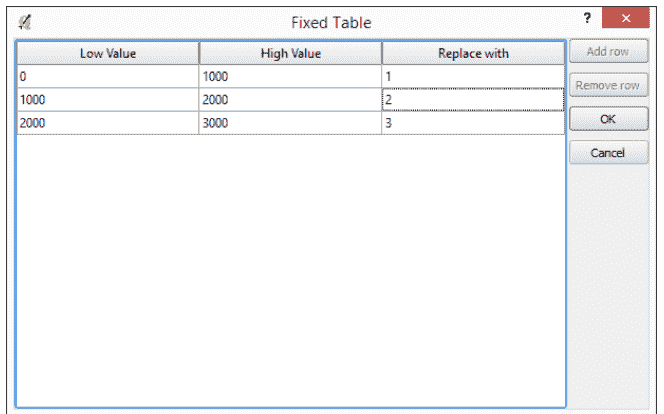 Fixed Table
? ×
Low Value High Value Replace with Add row
0 1000 1
Remove row
1000 2000 2
2000 3000 3 OK
Cancel